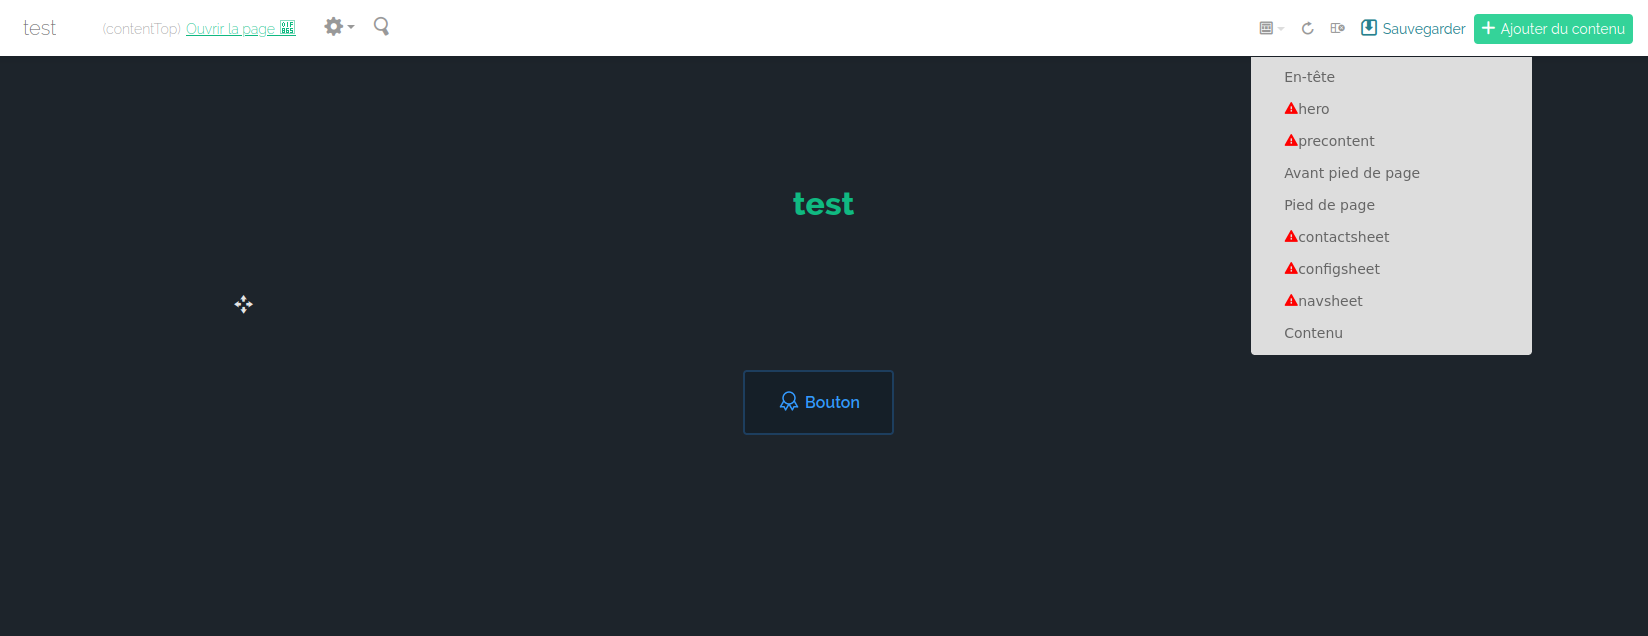 test (contentTop) Ouvrir la page Sauvegarder Ajouter du contenu
En-tête
hero
precontent
Avant pied de page
Pied de page
contactsheet
configsheet
navsheet
Contenu
test
Bouton